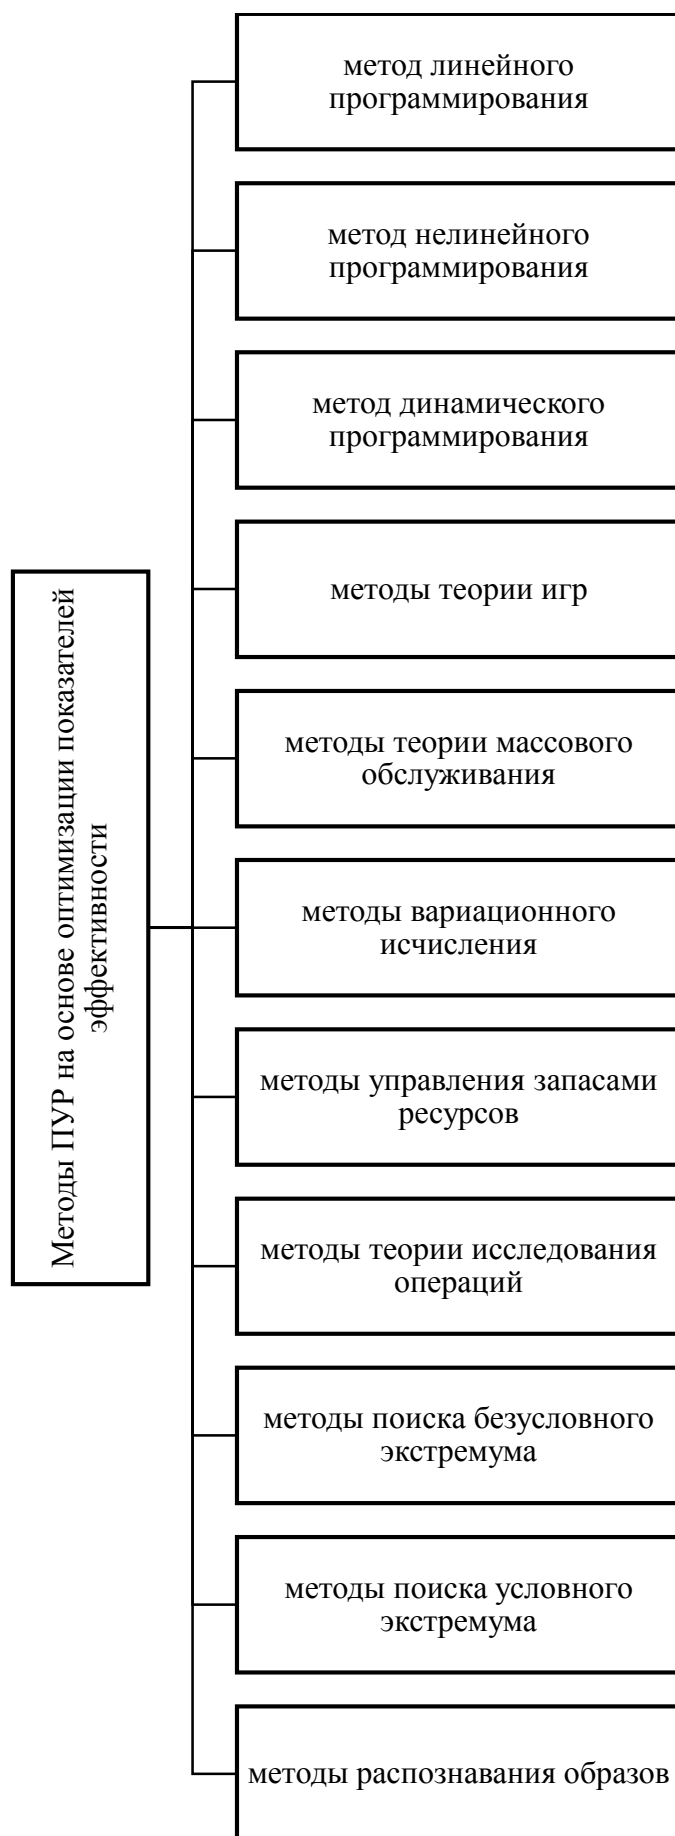 Методы ПУР на основе оптимизации показателей
эффективности
метод линейного
программирования
метод нелинейного
программирования
метод динамического
программирования
методы теории игр
методы теории массового
обслуживания
методы вариационного
исчисления
методы управления запасами
ресурсов
методы теории исследования
операций
методы поиска безусловного
экстремума
методы поиска условного
экстремума
методы распознавания образов